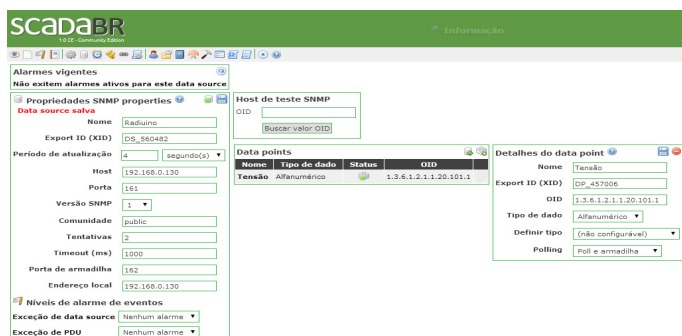 SCADABR
1.0 CE - Community Edition
Informação
Alarmes vigentes
Não exitem alarmes ativos para este data source
Propriedades SNMP properties
Data source salva
Nome Radiuino
Export ID (XID) DS_560482
Período de atualização 4 segundo(s)
Host 192.168.0.130
Porta 161
Versão SNMP 1
Comunidade public
Tentativas 2
Timeout (ms) 1000
Porta de armadilha 162
Endereço local 192.168.0.130
Níveis de alarme de eventos
Exceção de data source Nenhum alarme
Exceção de PDU Nenhum alarme
Host de teste SNMP
OID
Buscar valor OID
Data points
Nome Tipo de dado Status OID
Tensão Alfanumérico 1.3.6.1.2.1.1.20.101.1
Detalhes do data point
Nome Tensão
Export ID (XID) DP_457006
OID 1.3.6.1.2.1.1.20.101.1
Tipo de dado Alfanumérico
Definir tipo (não configurável)
Polling Poll e armadilha